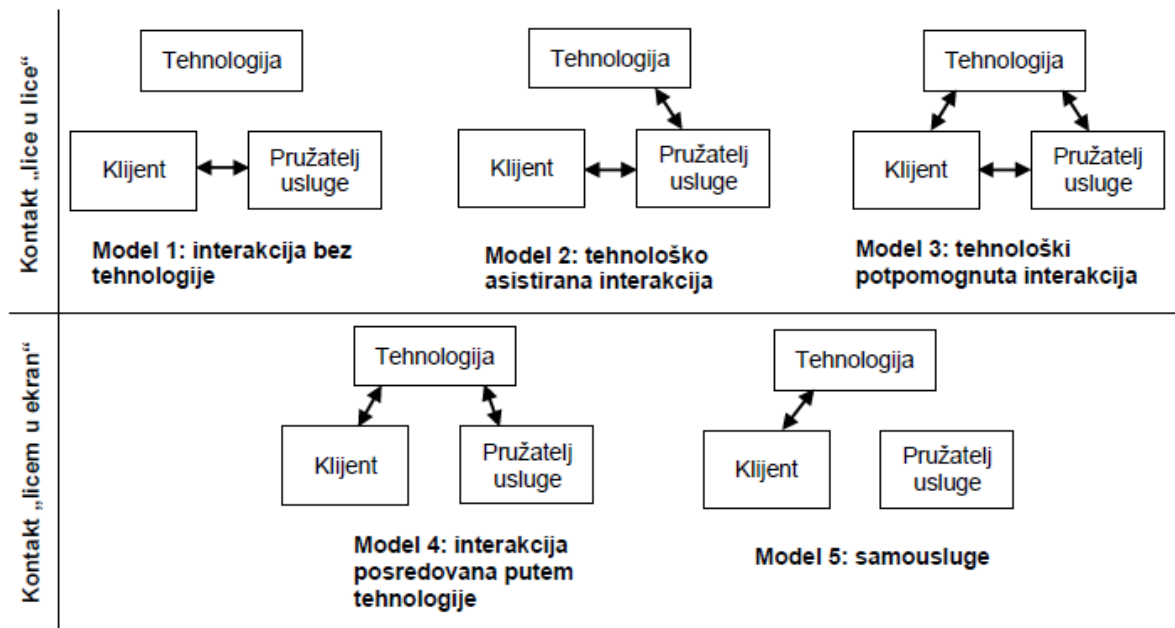 Kontakt „lice u lice“
Tehnologija
Klijent
Pružatelj
usluge
Model 1: interakcija bez
tehnologije
Tehnologija
Klijent
Pružatelj
usluge
Model 2: tehnološko
asistirana interakcija
Tehnologija
Klijent
Pružatelj
usluge
Model 3: tehnološki
potpomognuta interakcija
Kontakt „licem u ekran“
Tehnologija
Klijent
Pružatelj
usluge
Model 4: interakcija
posredovana putem
tehnologije
Tehnologija
Klijent
Pružatelj
usluge
Model 5: samousluge